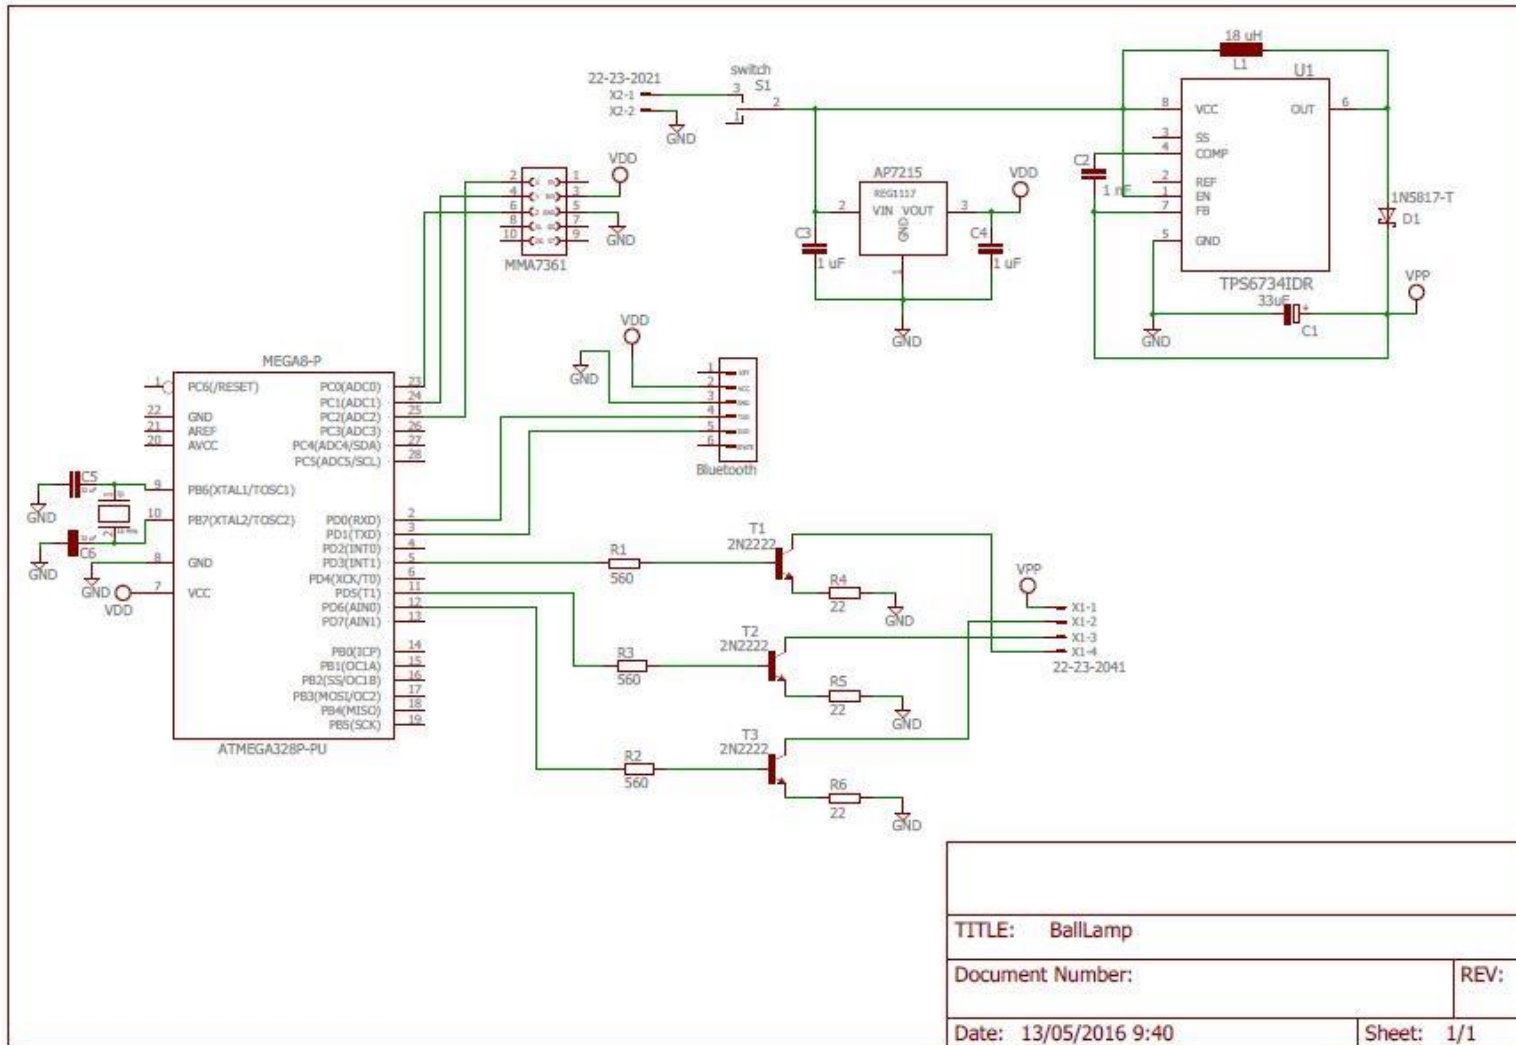 18 uH
L1
U1
8 VCC
OUT 6
3 SS
4 COMP
2 REF
1 EN
7 FB
5 GND
TPS6734IDR
C2
1 nF
1N5817-T
D1
VPP
33uF
+
C1
GND
22-23-2021
X2-1
X2-2
GND
switch
S1
3
2
1
AP7215
REG1117
2 VIN VOUT 3
GND
1
VDD
C3
1 uF
C4
1 uF
GND
VDD
2 1
4 3
6 5
8 7
10 9
GND
MMA7361
VDD
GND
1
2
3
4
5
6
Bluetooth
MEGA8-P
1 PC6(/RESET)
22 GND
21 AREF
20 AVCC
9 PB6(XTAL1/TOSC1)
10 PB7(XTAL2/TOSC2)
8 GND
7 VCC
PC0(ADC0) 23
PC1(ADC1) 24
PC2(ADC2) 25
PC3(ADC3) 26
PC4(ADC4/SDA) 27
PC5(ADC5/SCL) 28
PD0(RXD) 2
PD1(TXD) 3
PD2(INT0) 4
PD3(INT1) 5
PD4(XCK/T0) 6
PD5(T1) 11
PD6(AIN0) 12
PD7(AIN1) 13
PB0(ICP) 14
PB1(OC1A) 15
PB2(SS/OC1B) 16
PB3(MOSI/OC2) 17
PB4(MISO) 18
PB5(SCK) 19
ATMEGA328P-PU
C5
GND
1
2
C6
GND
GND
VDD
R1
560
T1
2N2222
R4
22
GND
R3
560
T2
2N2222
R5
22
GND
R2
560
T3
2N2222
R6
22
GND
VPP
X1-1
X1-2
X1-3
X1-4
22-23-2041
TITLE: BallLamp
Document Number:
REV:
Date: 13/05/2016 9:40
Sheet: 1/1